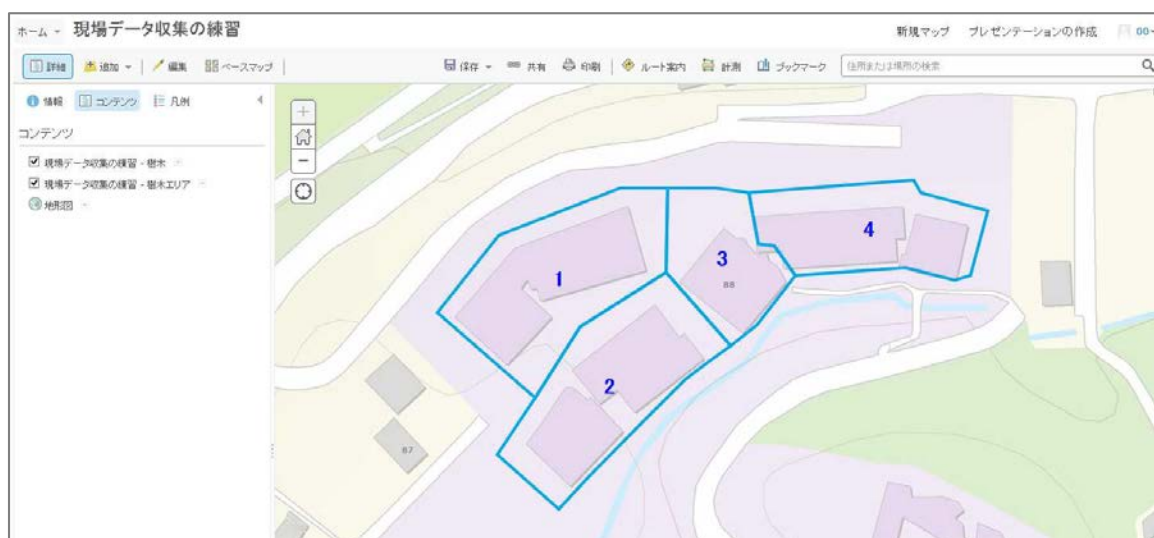 ホーム 現場データ収集の練習 新規マップ プレゼンテーションの作成 00
詳細 追加 編集 ベースマップ 保存 共有 印刷 ルート案内 計測 ブックマーク 住所または場所の検索
情報 コンテンツ 凡例
コンテンツ
現場データ収集の練習 - 樹木
現場データ収集の練習 - 樹木エリア
地形図
4
3
1
88
2
87